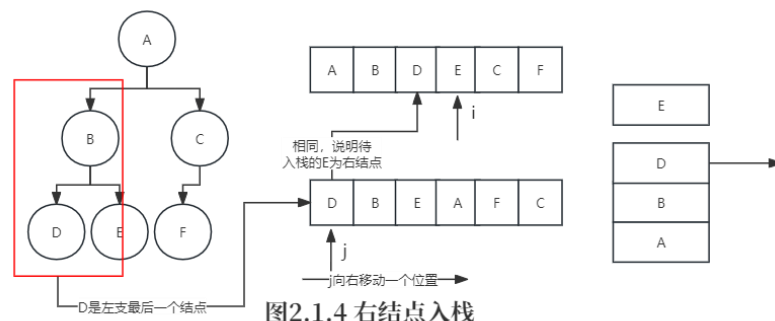 A
B
C
D
E
F
D是左支最后一个结点
A B D E C F
i
相同，说明待
入栈的E为右结点
D B E A F C
j
j向右移动一个位置
E
D
B
A
图2.1.4 右结点入栈